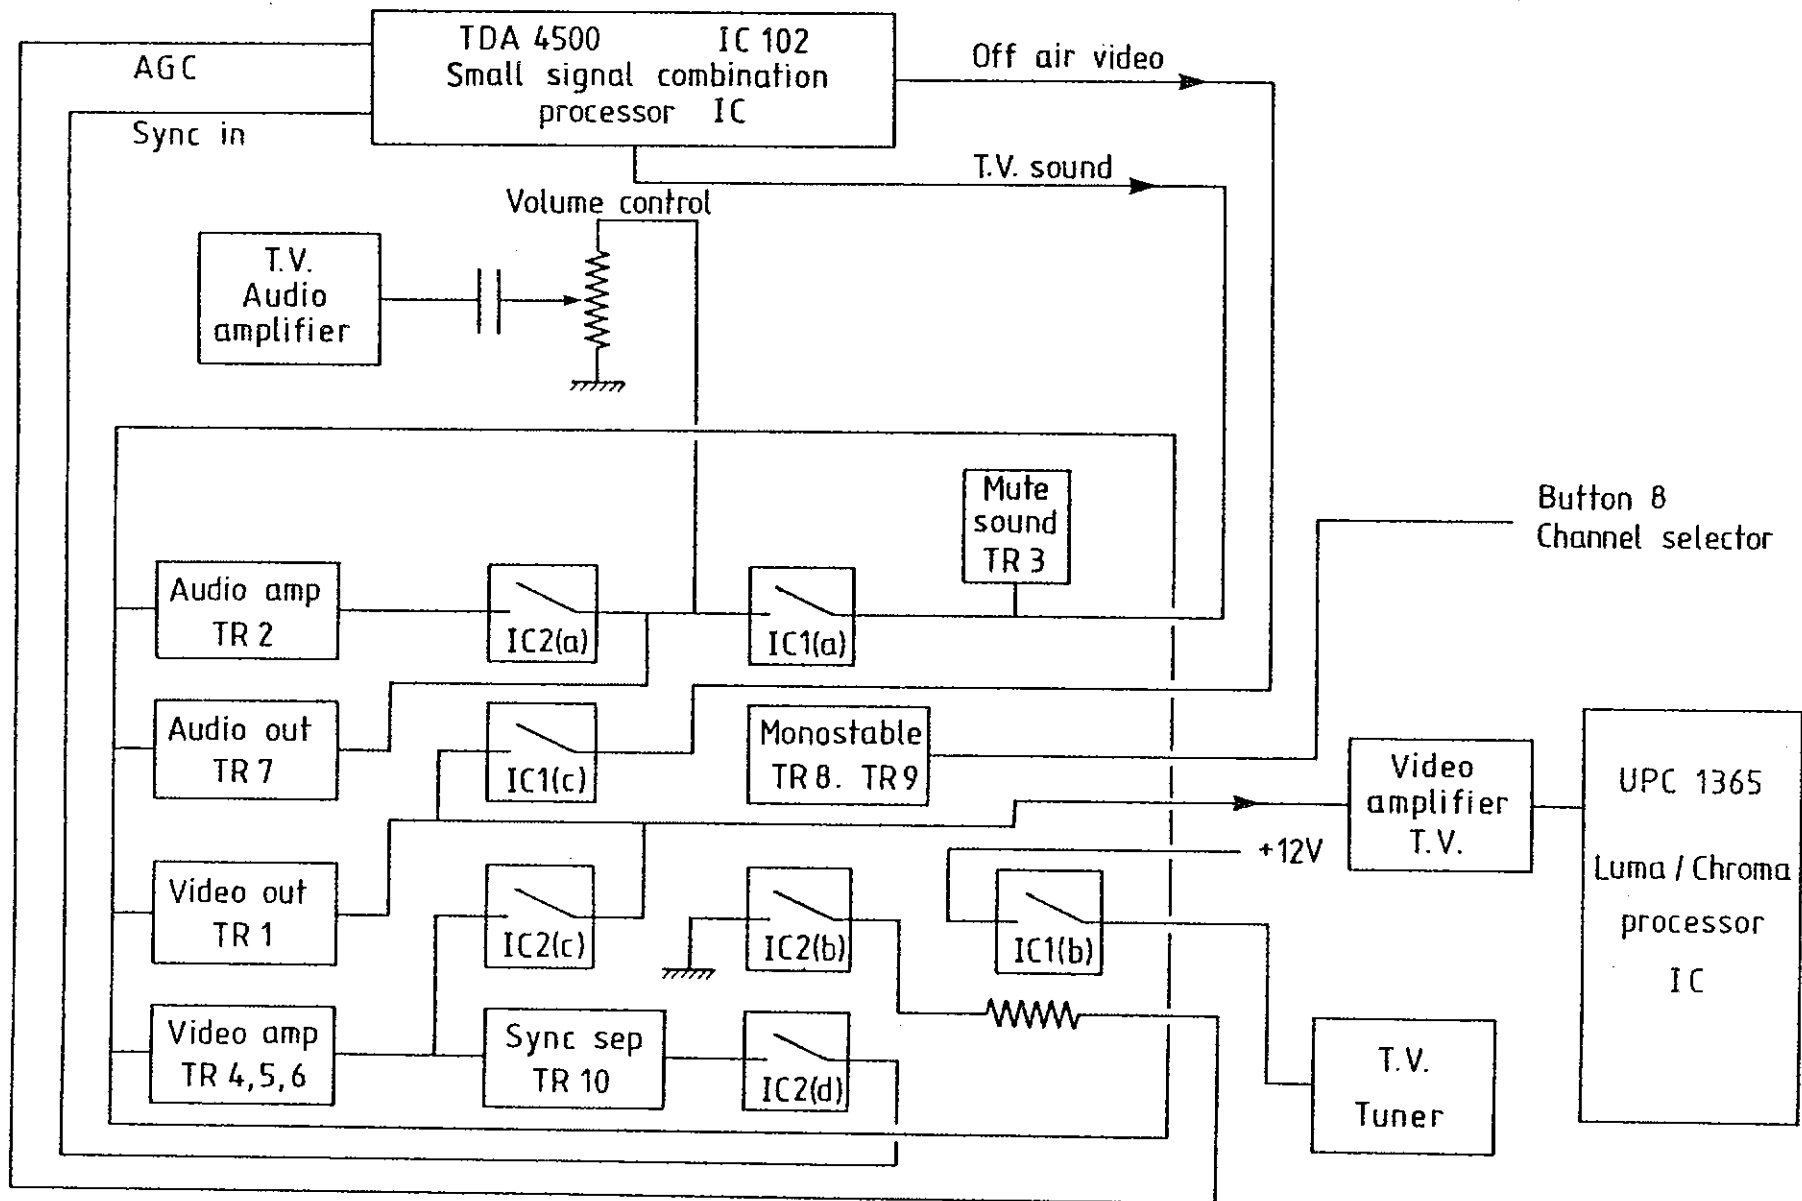 TDA 4500 IC 102
Small signal combination
processor IC
AGC
Sync in
Off air video
T.V. sound
Volume control
T.V.
Audio
amplifier
Mute
sound
TR 3
Button 8
Channel selector
Audio amp
TR 2
IC2(a)
IC1(a)
Audio out
TR 7
IC1(c)
Monostable
TR 8. TR 9
Video
amplifier
T.V.
UPC 1365
Luma / Chroma
processor
IC
+12V
Video out
TR 1
IC2(c)
IC2(b)
IC1(b)
Video amp
TR 4, 5, 6
Sync sep
TR 10
IC2(d)
T.V.
Tuner